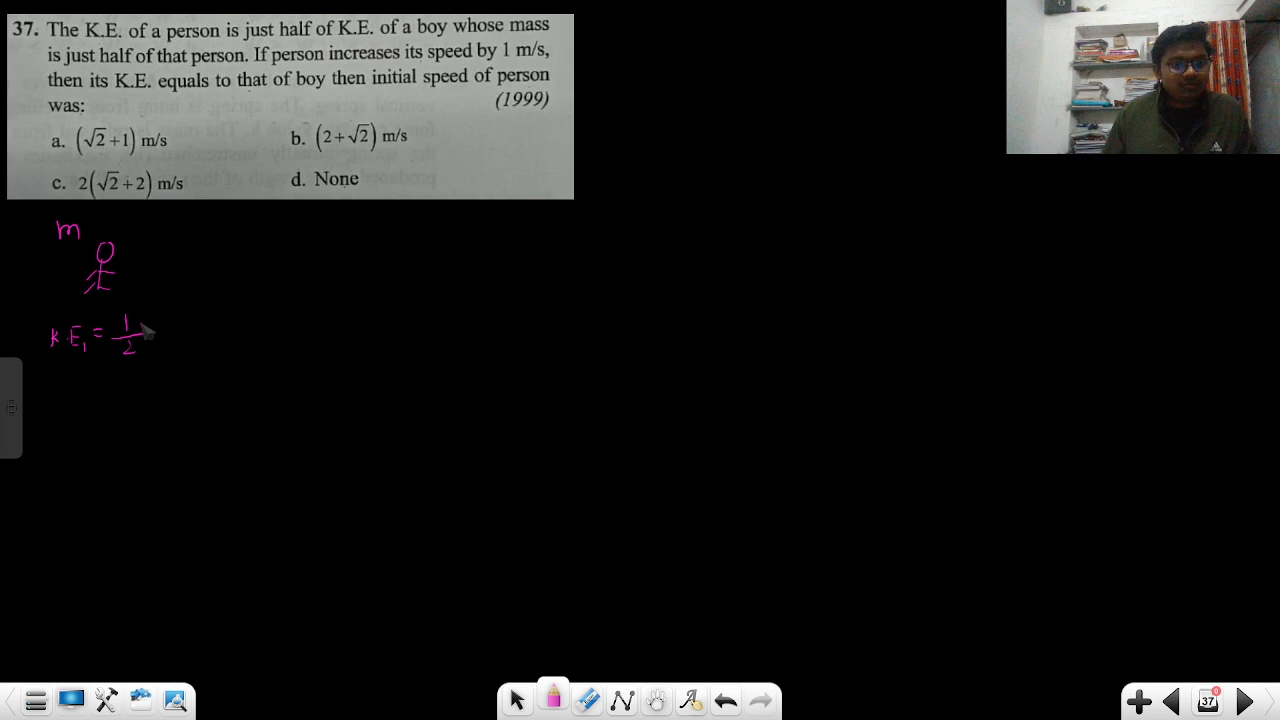 37. The K.E. of a person is just half of K.E. of a boy whose mass
is just half of that person. If person increases its speed by 1 m/s,
then its K.E. equals to that of boy then initial speed of person
was: (1999)
a. (√2+1) m/s b. (2+√2) m/s
c. 2(√2+2) m/s d. None
m
K.E₁ = 1/2
37